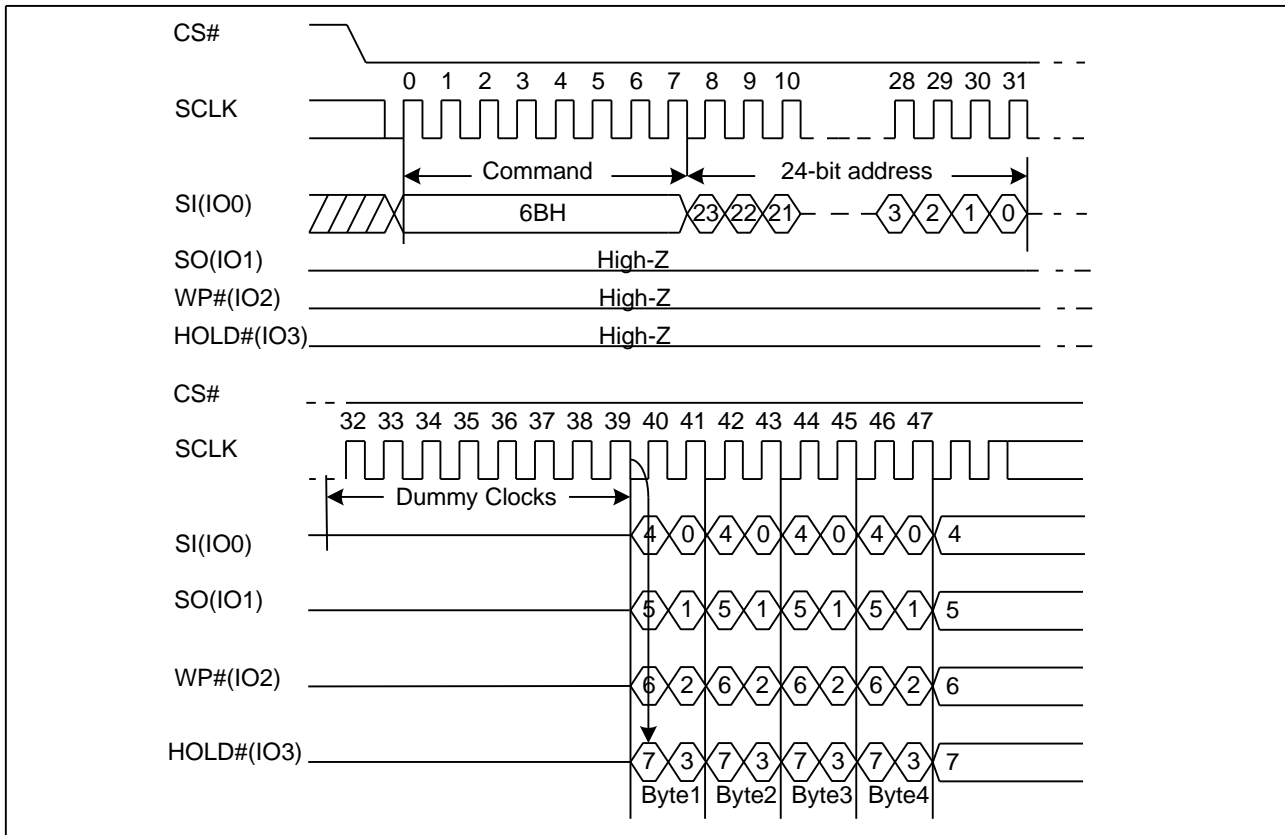 CS#
0 1 2 3 4 5 6 7 8 9 10 28 29 30 31
SCLK
Command 24-bit address
SI(IO0) 6BH 23 22 21 3 2 1 0
SO(IO1) High-Z
WP#(IO2) High-Z
HOLD#(IO3) High-Z
CS#
32 33 34 35 36 37 38 39 40 41 42 43 44 45 46 47
SCLK
Dummy Clocks
SI(IO0) 4 0 4 0 4 0 4 0 4
SO(IO1) 5 1 5 1 5 1 5 1 5
WP#(IO2) 6 2 6 2 6 2 6 2 6
HOLD#(IO3) 7 3 7 3 7 3 7 3 7
Byte1 Byte2 Byte3 Byte4